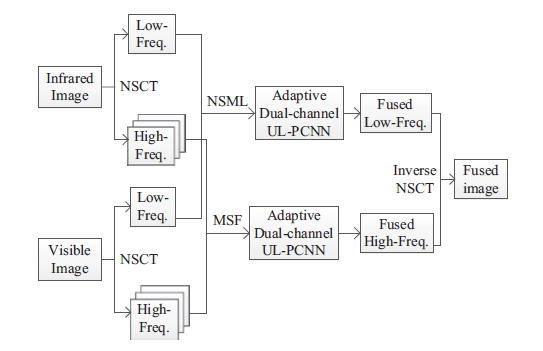 Low-
Freq.
Infrared
Image
NSCT
High-
Freq.
NSML
Adaptive
Dual-channel
UL-PCNN
Fused
Low-Freq.
Inverse
NSCT
Fused
image
Low-
Freq.
MSF
Adaptive
Dual-channel
UL-PCNN
Fused
High-Freq.
Visible
Image
NSCT
High-
Freq.